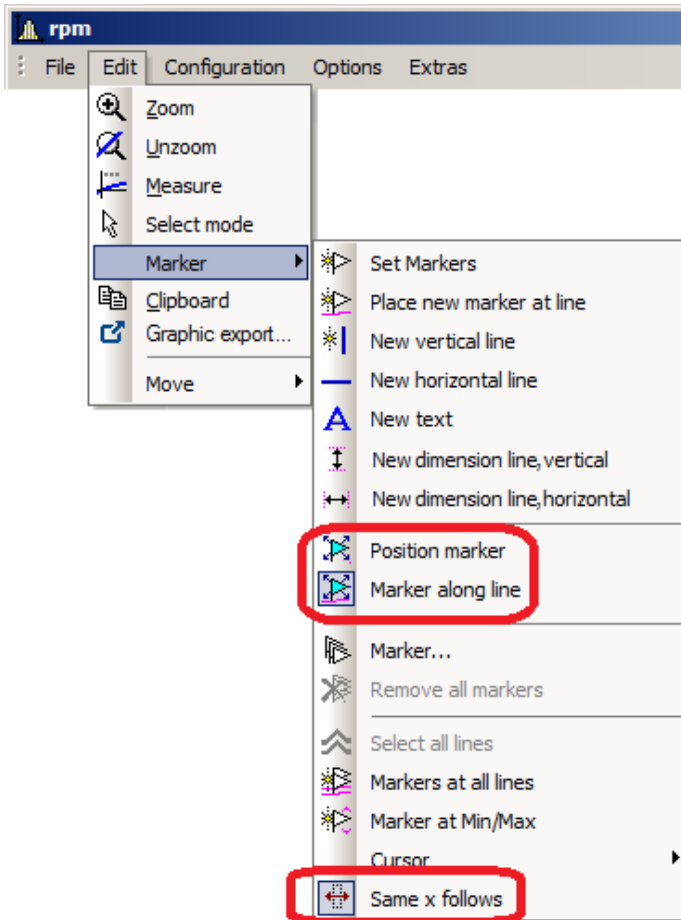 rpm
File Edit Configuration Options Extras
Zoom
Unzoom
Measure
Select mode
Marker
Clipboard
Graphic export...
Move
Set Markers
Place new marker at line
New vertical line
New horizontal line
New text
New dimension line,vertical
New dimension line,horizontal
Position marker
Marker along line
Marker...
Remove all markers
Select all lines
Markers at all lines
Marker at Min/Max
Cursor
Same x follows